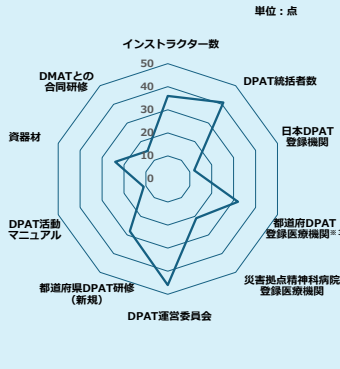 単位：点
インストラクター数
DPAT統括者数
日本DPAT
登録機関
都道府DPAT
登録医療機関※
災害拠点精神科病院
登録医療機関
DPAT運営委員会
都道府県DPAT研修
（新規）
DPAT活動
マニュアル
資器材
DMATとの
合同研修
50
40
30
20
10
0